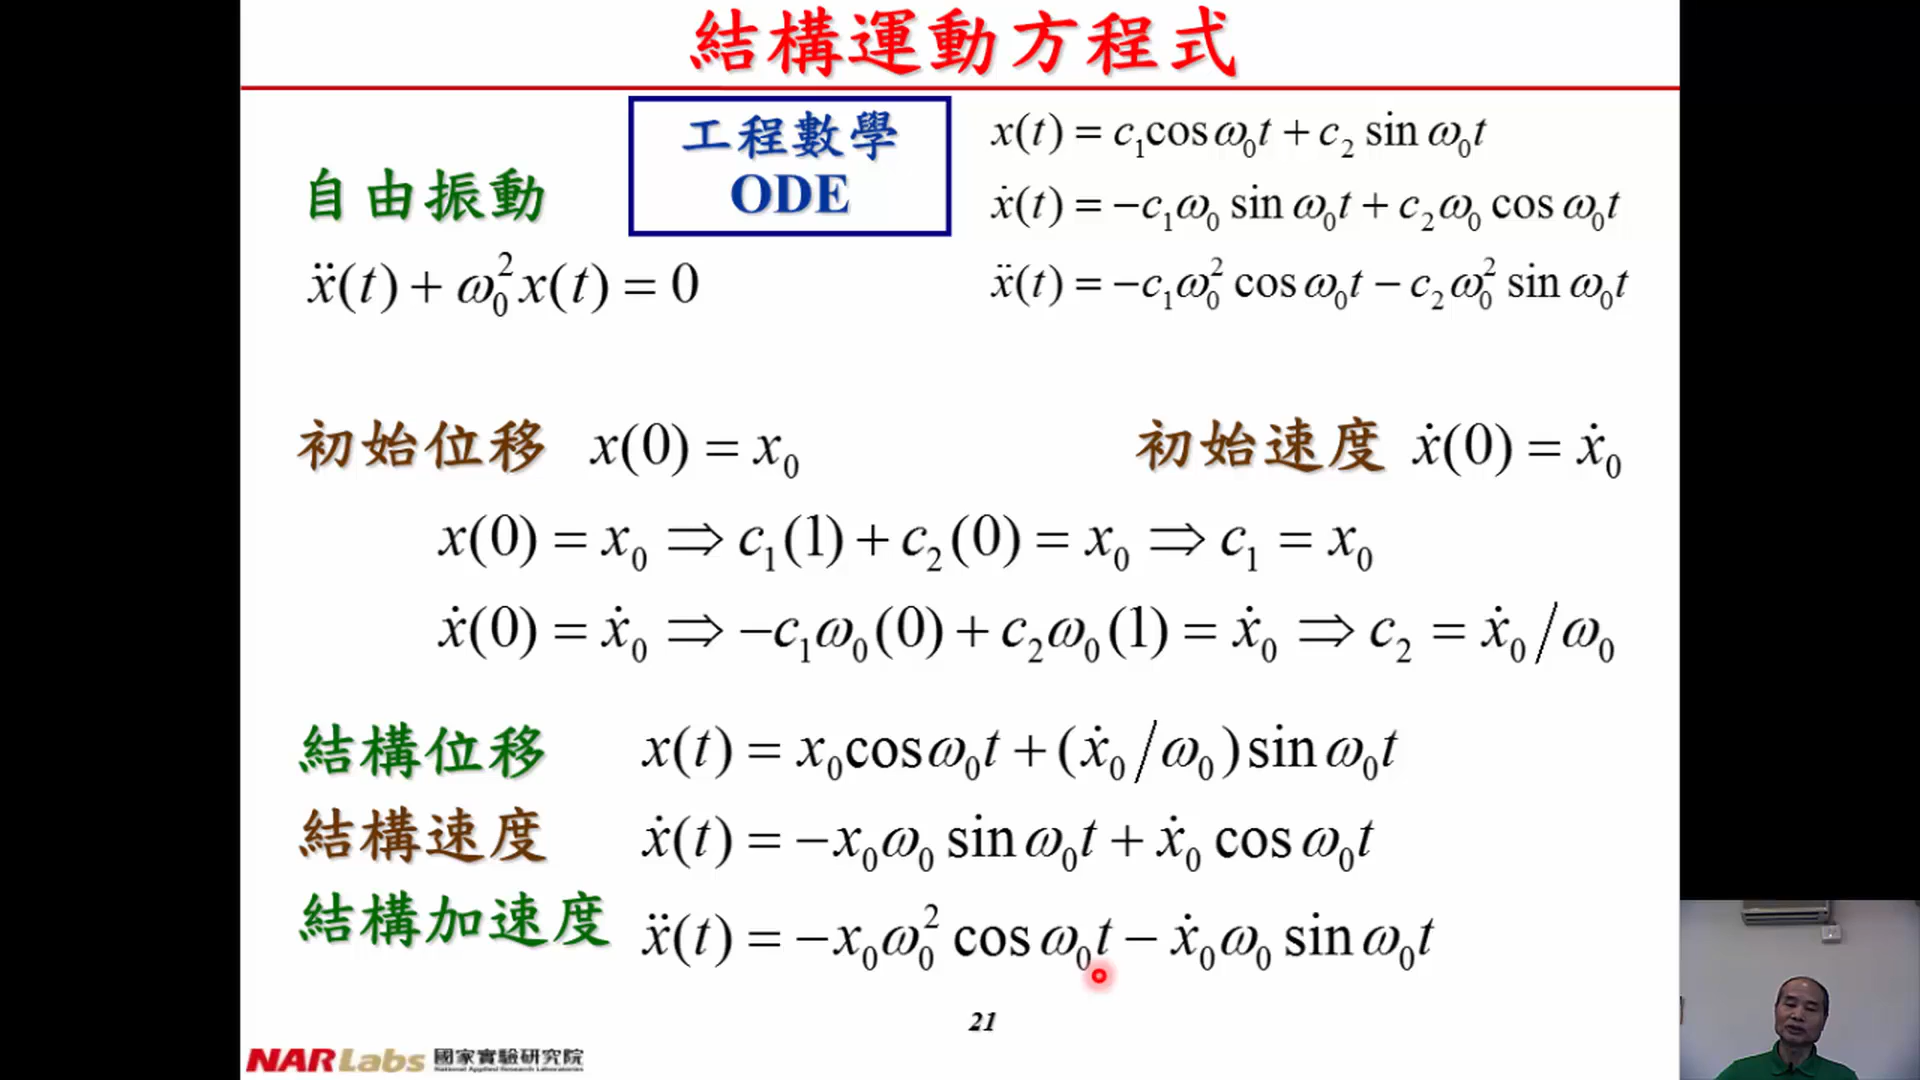 結構運動方程式
工程數學
ODE
自由振動
ẍ(t) + ω₀²x(t) = 0
x(t) = c₁cos ω₀t + c₂ sin ω₀t
ẋ(t) = −c₁ω₀ sin ω₀t + c₂ω₀ cos ω₀t
ẍ(t) = −c₁ω₀² cos ω₀t − c₂ω₀² sin ω₀t
初始位移 x(0) = x₀
初始速度 ẋ(0) = ẋ₀
x(0) = x₀ ⇒ c₁(1) + c₂(0) = x₀ ⇒ c₁ = x₀
ẋ(0) = ẋ₀ ⇒ −c₁ω₀(0) + c₂ω₀(1) = ẋ₀ ⇒ c₂ = ẋ₀/ω₀
結構位移 x(t) = x₀cos ω₀t + (ẋ₀/ω₀)sin ω₀t
結構速度 ẋ(t) = −x₀ω₀ sin ω₀t + ẋ₀ cos ω₀t
結構加速度 ẍ(t) = −x₀ω₀² cos ω₀t − ẋ₀ω₀ sin ω₀t
21
NARLabs 國家實驗研究院
National Applied Research Laboratories